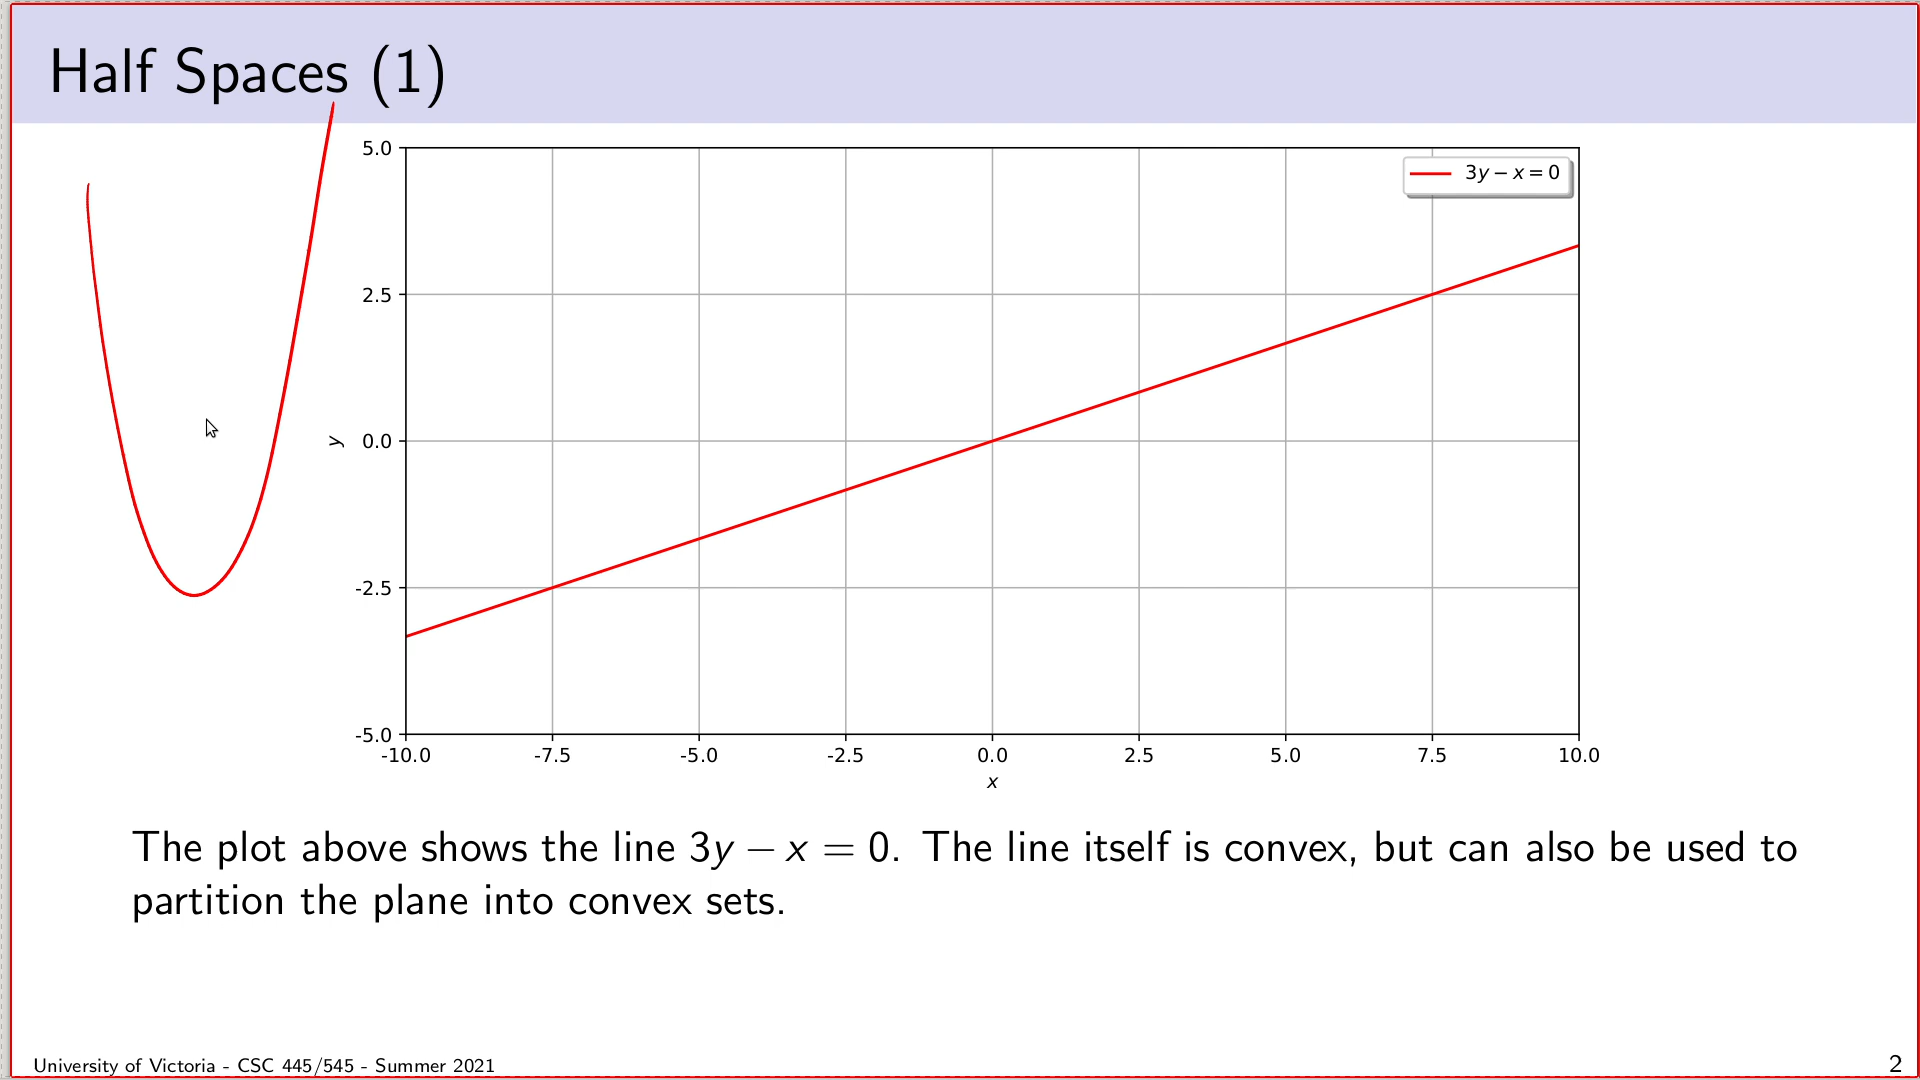 Half Spaces (1)
5.0
3y − x = 0
2.5
y
0.0
-2.5
-5.0
-10.0 -7.5 -5.0 -2.5 0.0 2.5 5.0 7.5 10.0
x
The plot above shows the line 3y − x = 0. The line itself is convex, but can also be used to
partition the plane into convex sets.
University of Victoria - CSC 445/545 - Summer 2021
2